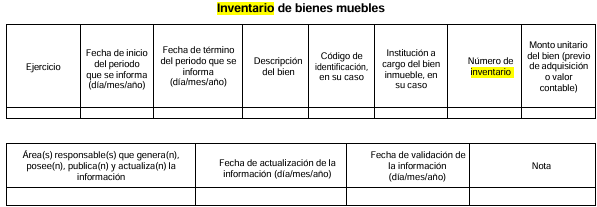 Inventario de bienes muebles
Ejercicio
Fecha de inicio
del periodo
que se informa
(día/mes/año)
Fecha de término
del periodo que se
informa
(día/mes/año)
Descripción
del bien
Código de
identificación,
en su caso
Institución a
cargo del bien
inmueble, en
su caso
Número de
inventario
Monto unitario
del bien (previo
de adquisición
o valor
contable)
Área(s) responsable(s) que genera(n),
posee(n), publica(n) y actualiza(n) la
información
Fecha de actualización de la
información (día/mes/año)
Fecha de validación de
la información
(día/mes/año)
Nota